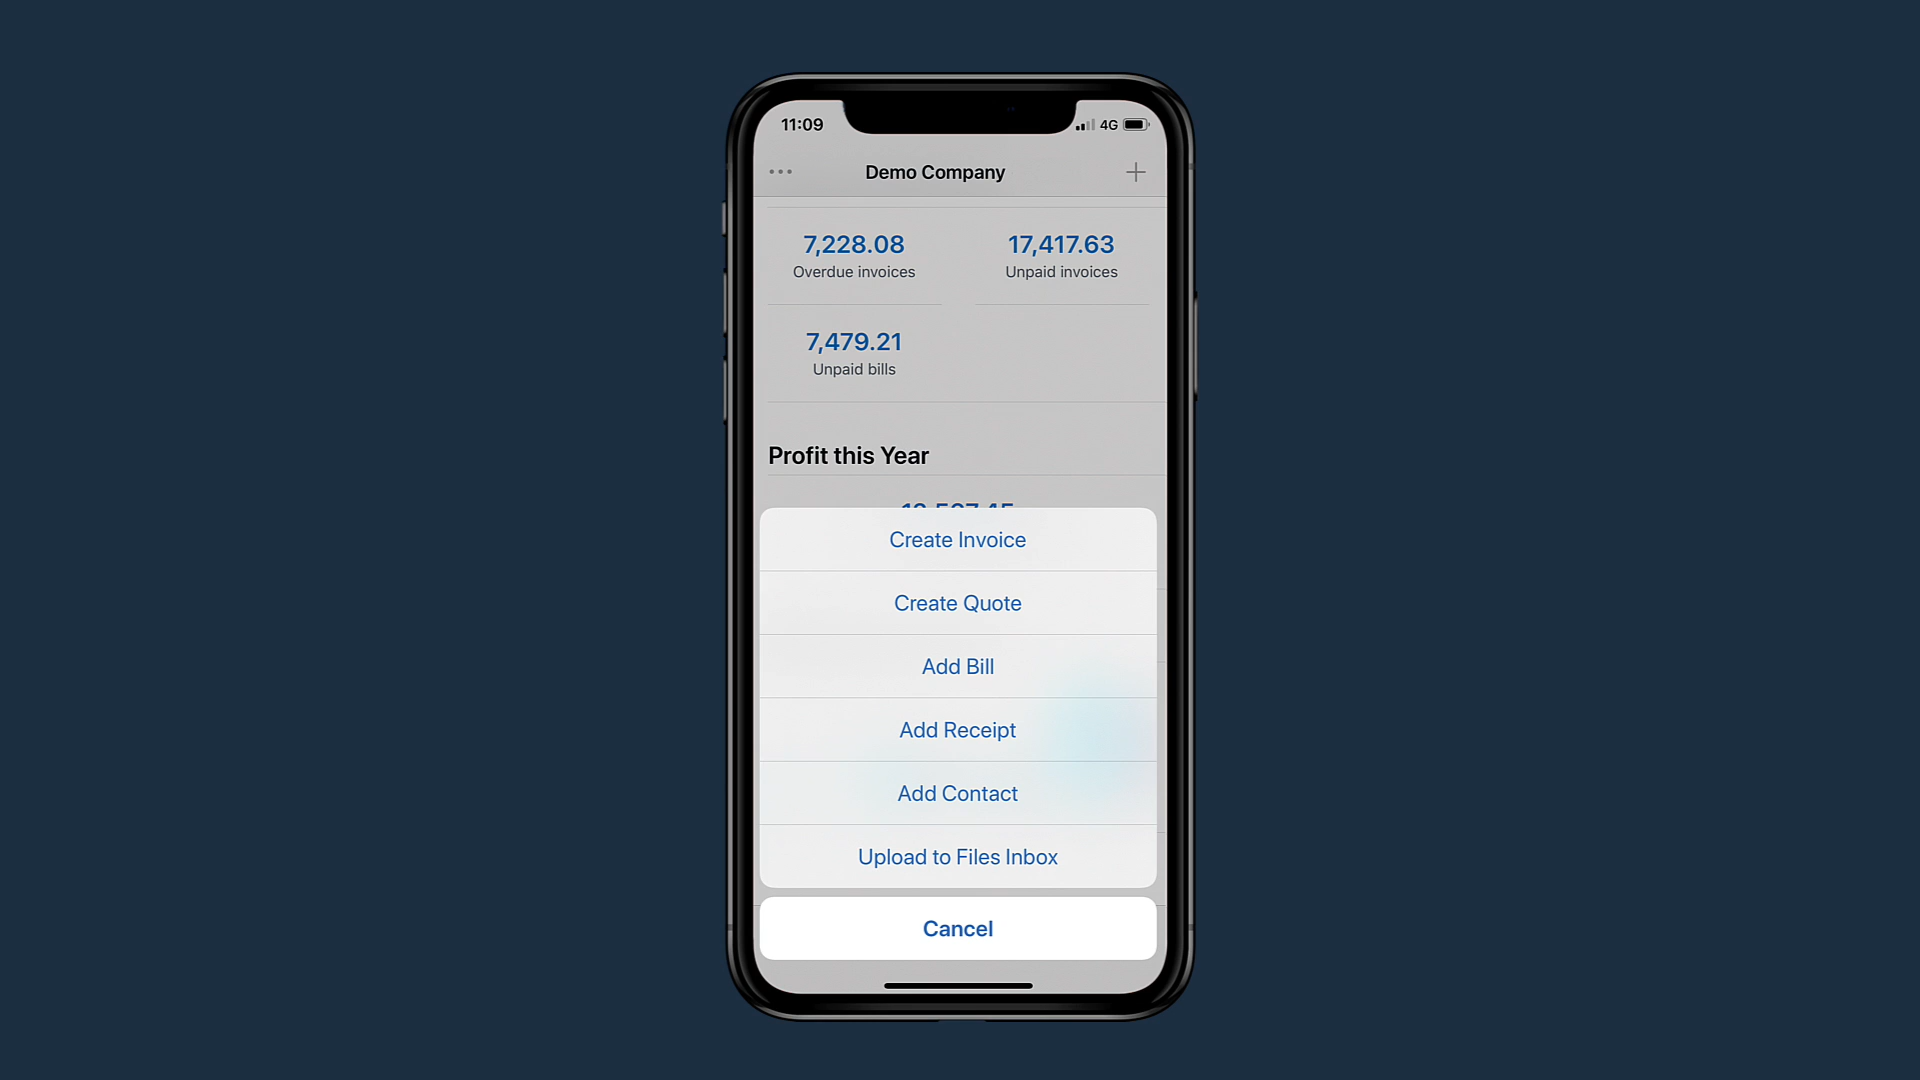 11:09
4G
Demo Company
7,228.08
17,417.63
Overdue invoices
Unpaid invoices
7,479.21
Unpaid bills
Profit this Year
Create Invoice
Create Quote
Add Bill
Add Receipt
Add Contact
Upload to Files Inbox
Cancel